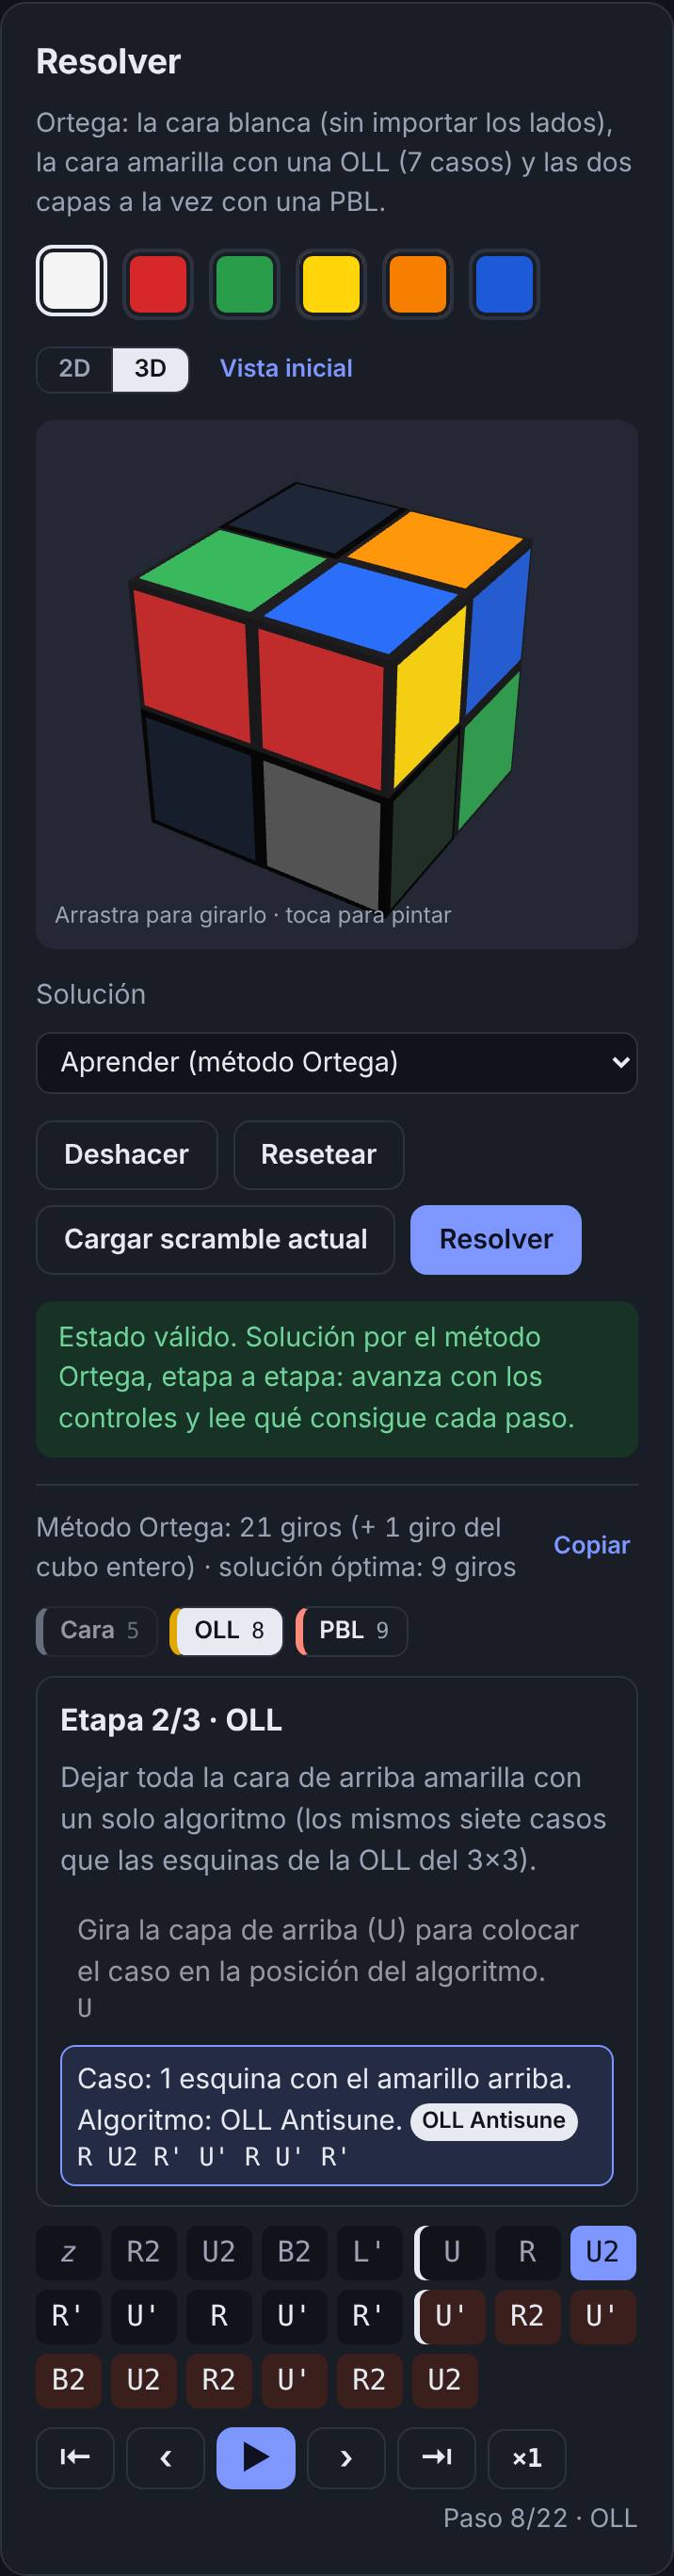 Resolver
Ortega: la cara blanca (sin importar los lados),
la cara amarilla con una OLL (7 casos) y las dos
capas a la vez con una PBL.
2D 3D Vista inicial
Arrastra para girarlo · toca para pintar
Solución
Aprender (método Ortega)
Deshacer Resetear
Cargar scramble actual Resolver
Estado válido. Solución por el método
Ortega, etapa a etapa: avanza con los
controles y lee qué consigue cada paso.
Método Ortega: 21 giros (+ 1 giro del
cubo entero) · solución óptima: 9 giros
Copiar
Cara 5 OLL 8 PBL 9
Etapa 2/3 · OLL
Dejar toda la cara de arriba amarilla con
un solo algoritmo (los mismos siete casos
que las esquinas de la OLL del 3×3).
Gira la capa de arriba (U) para colocar
el caso en la posición del algoritmo.
U
Caso: 1 esquina con el amarillo arriba.
Algoritmo: OLL Antisune. OLL Antisune
R U2 R' U' R U' R'
z R2 U2 B2 L' U R U2
R' U' R U' R' U' R2 U'
B2 U2 R2 U' R2 U2
×1
Paso 8/22 · OLL